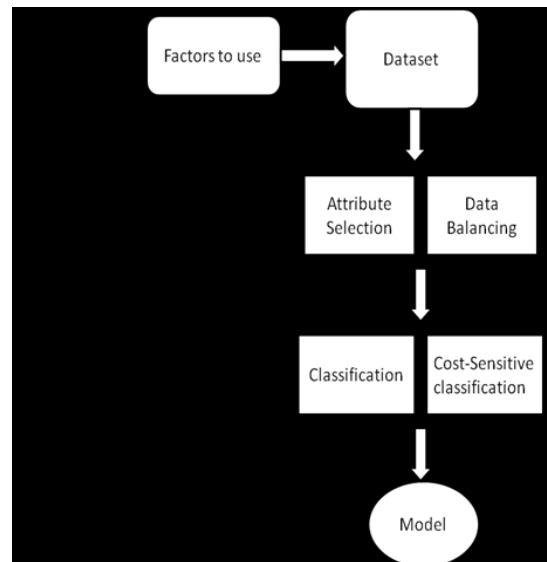 Factors to use
Dataset
Attribute
Selection
Data
Balancing
Classification
Cost-Sensitive
classification
Model